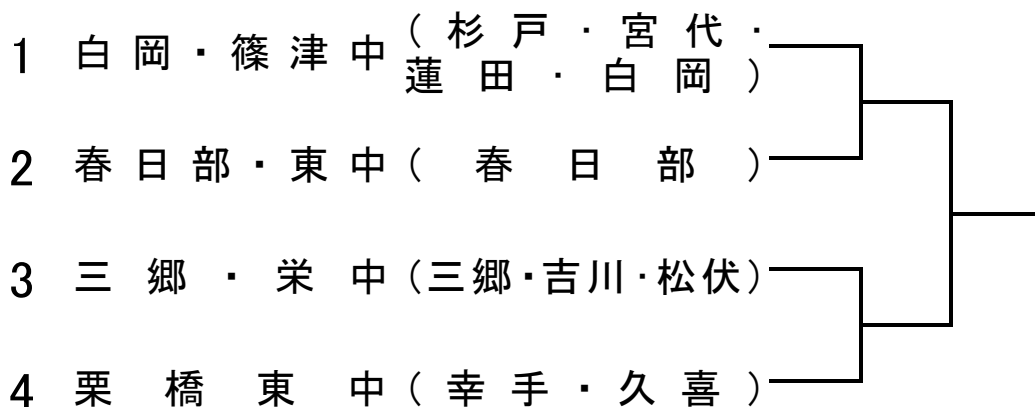 1 白岡・篠津中 (杉戸・宮代・
蓮田・白岡)
2 春日部・東中 (春日部)
3 三郷・栄中 (三郷・吉川・松伏)
4 栗橋東中 (幸手・久喜)